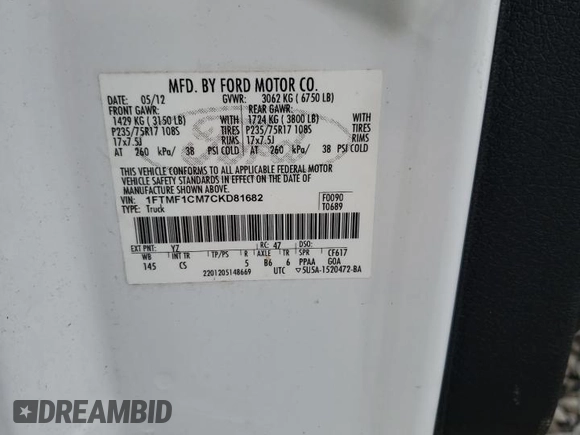 MFD. BY FORD MOTOR CO.
DATE: 05/12 GVWR: 3062 KG ( 6750 LB)
FRONT GAWR: REAR GAWR:
1429 KG ( 3150 LB) WITH 1724 KG ( 3800 LB) WITH
P235/75R17 108S TIRES P235/75R17 108S TIRES
17x7.5J RIMS 17x7.5J RIMS
AT 260 kPa/ 38 PSI COLD AT 260 kPa/ 38 PSI COLD
THIS VEHICLE CONFORMS TO ALL APPLICABLE FEDERAL MOTOR
VEHICLE SAFETY STANDARDS IN EFFECT ON THE DATE OF
MANUFACTURE SHOWN ABOVE.
VIN: 1FTMF1CM7CKD81682 F0090
TYPE: Truck T0689
EXT PNT: YZ RC: 47 DSO:
WB INT TR TP/PS R AXLE TR SPR CF617
145 CS 5 B6 6 PPAA GOA
2201205148669 UTC ▽5U5A-1520472-BA
Ford
DREAMBID